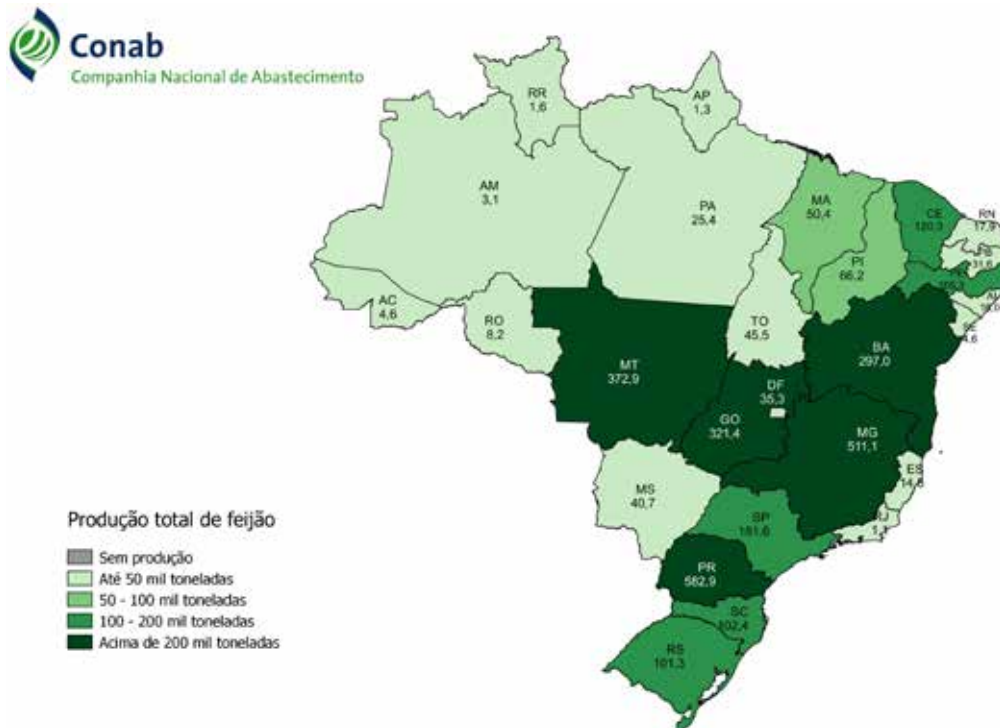 Conab
Companhia Nacional de Abastecimento
RR
1,6
AP
1,3
AM
3,1
PA
25,4
MA
50,4
CE
120,3
RN
17,9
PI
66,2
31,6
AC
4,6
RO
8,2
TO
45,5
MT
372,9
BA
297,0
DF
35,3
GO
321,4
MG
511,1
ES
MS
40,7
SP
181,6
PR
582,9
SC
102,4
RS
101,3
Produção total de feijão
Sem produção
Até 50 mil toneladas
50 - 100 mil toneladas
100 - 200 mil toneladas
Acima de 200 mil toneladas